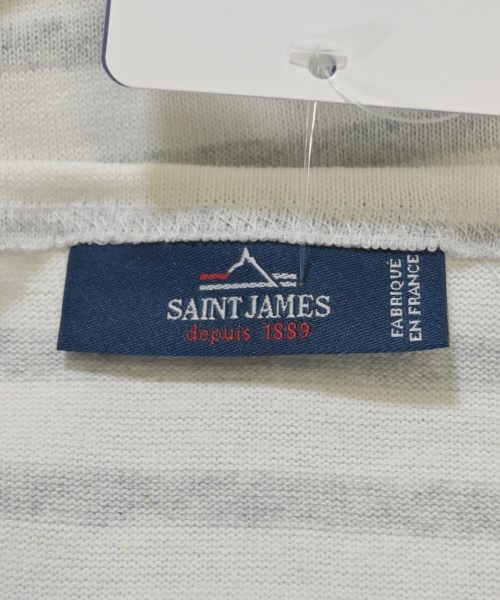 SAINT JAMES
depuis 1889
FABRIQUÉ
EN FRANCE